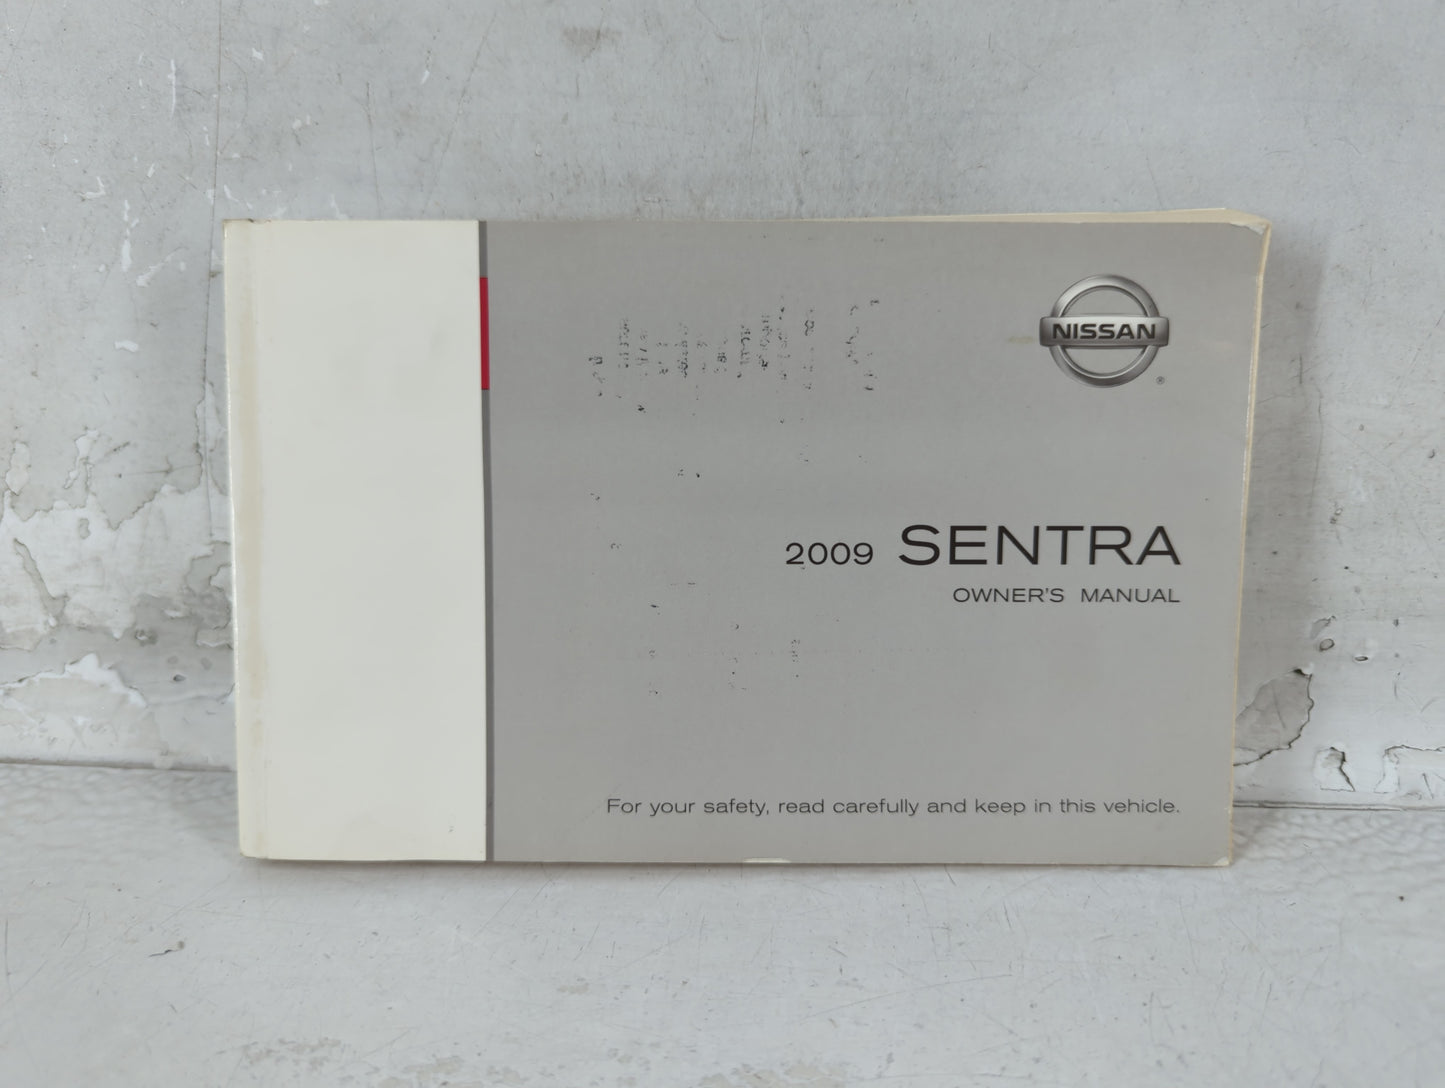 NISSAN
®
2009 SENTRA
OWNER'S MANUAL
For your safety, read carefully and keep in this vehicle.